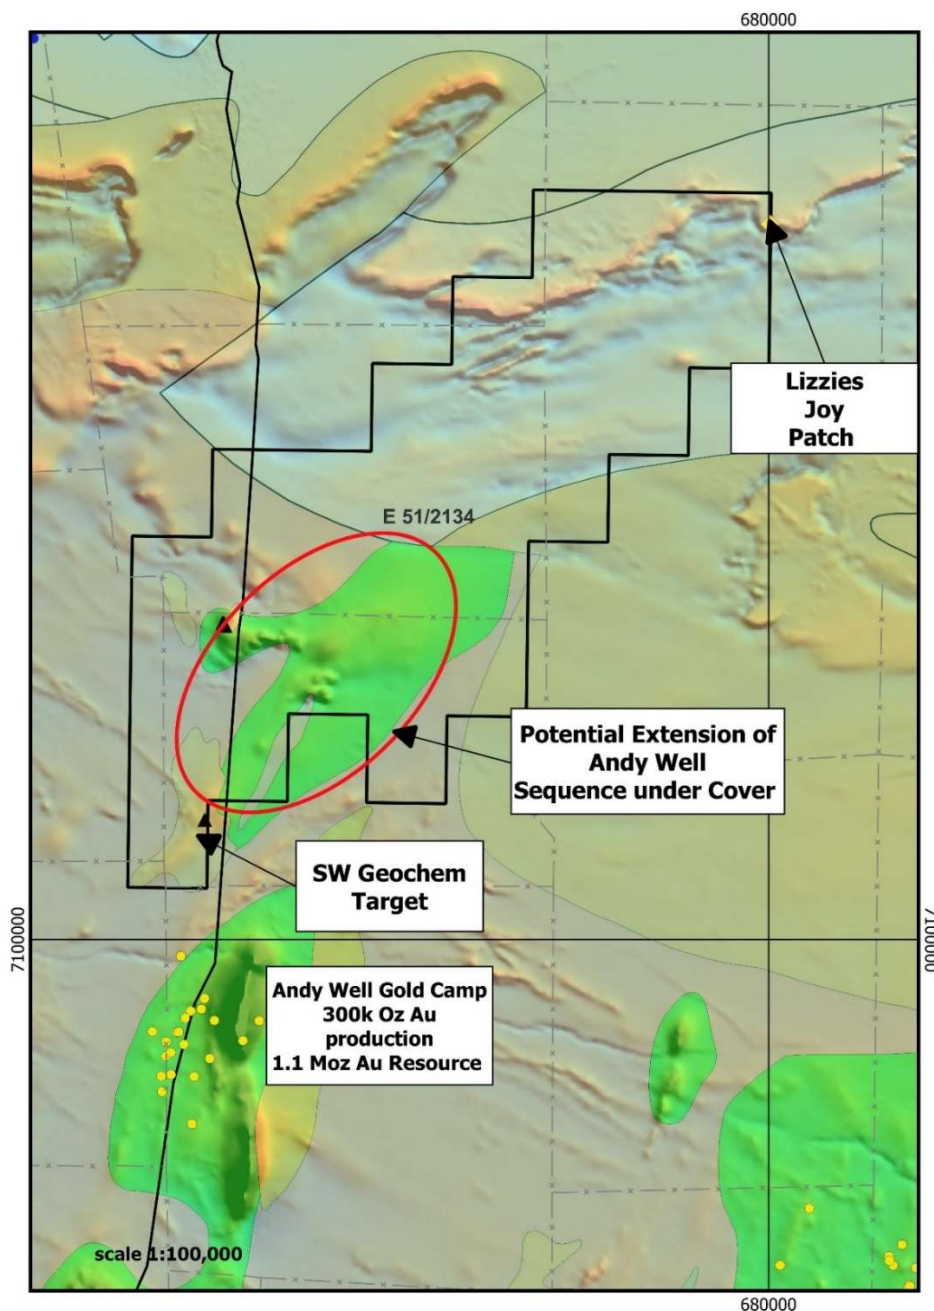 680000
Lizzies
Joy
Patch
E 51/2134
Potential Extension of
Andy Well
Sequence under Cover
SW Geochem
Target
7100000
7100000
Andy Well Gold Camp
300k Oz Au
production
1.1 Moz Au Resource
scale 1:100,000
680000